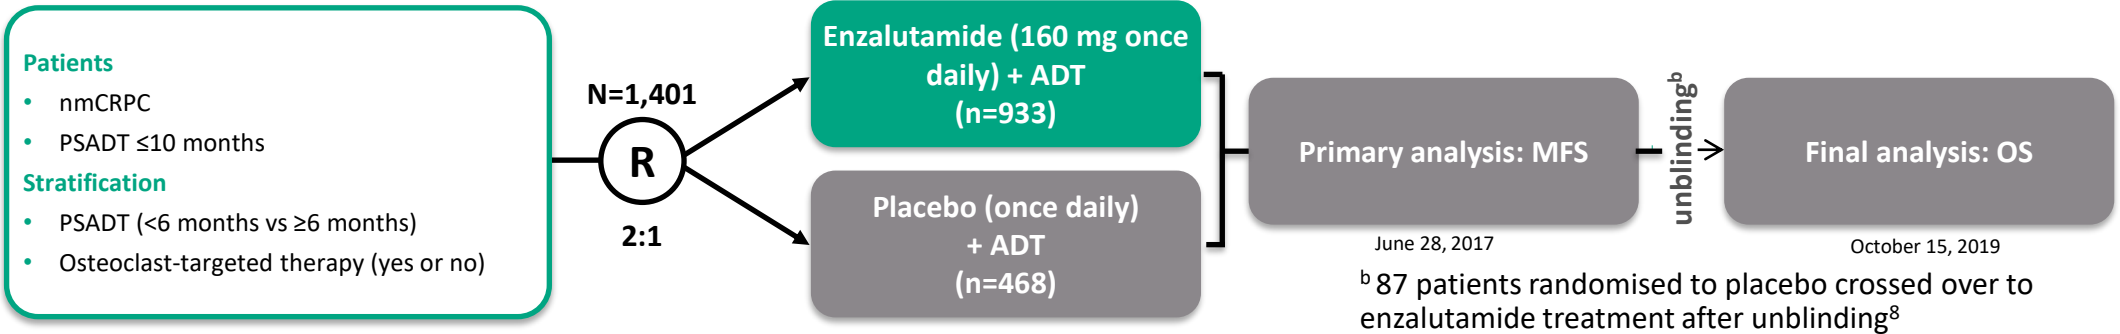 Patients
• nmCRPC
• PSADT ≤10 months
Stratification
• PSADT (<6 months vs ≥6 months)
• Osteoclast-targeted therapy (yes or no)
N=1,401
R
2:1
Enzalutamide (160 mg once
daily) + ADT
(n=933)
Placebo (once daily)
+ ADT
(n=468)
Primary analysis: MFS
June 28, 2017
unblindingᵇ
Final analysis: OS
October 15, 2019
ᵇ 87 patients randomised to placebo crossed over to
enzalutamide treatment after unblinding⁸